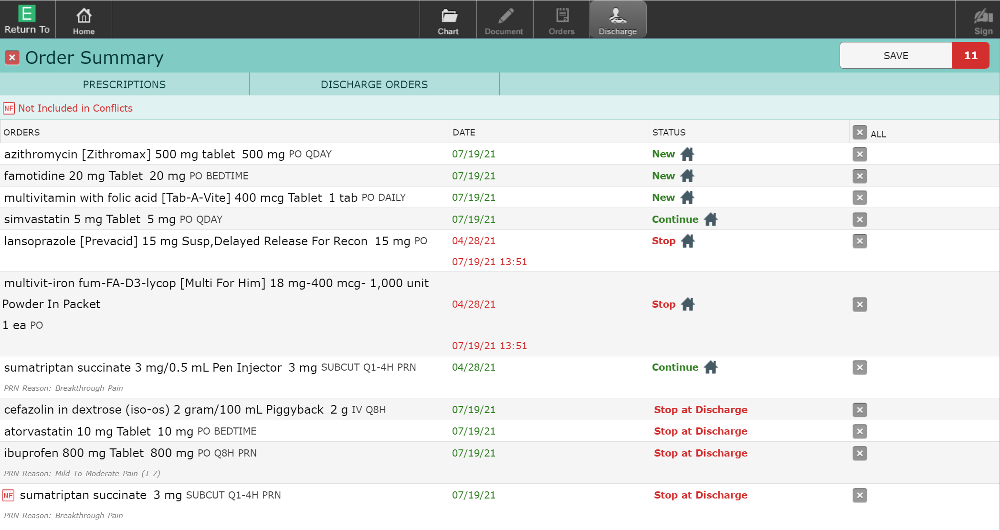 E
Return To
Home
Chart
Document
Orders
Discharge
Sign
Order Summary
SAVE 11
PRESCRIPTIONS DISCHARGE ORDERS
NF Not Included in Conflicts
ORDERS DATE STATUS ALL
azithromycin [Zithromax] 500 mg tablet 500 mg PO QDAY 07/19/21 New
famotidine 20 mg Tablet 20 mg PO BEDTIME 07/19/21 New
multivitamin with folic acid [Tab-A-Vite] 400 mcg Tablet 1 tab PO DAILY 07/19/21 New
simvastatin 5 mg Tablet 5 mg PO QDAY 07/19/21 Continue
lansoprazole [Prevacid] 15 mg Susp,Delayed Release For Recon 15 mg PO 04/28/21 Stop
07/19/21 13:51
multivit-iron fum-FA-D3-lycop [Multi For Him] 18 mg-400 mcg- 1,000 unit
Powder In Packet 04/28/21 Stop
1 ea PO
07/19/21 13:51
sumatriptan succinate 3 mg/0.5 mL Pen Injector 3 mg SUBCUT Q1-4H PRN 04/28/21 Continue
PRN Reason: Breakthrough Pain
cefazolin in dextrose (iso-os) 2 gram/100 mL Piggyback 2 g IV Q8H 07/19/21 Stop at Discharge
atorvastatin 10 mg Tablet 10 mg PO BEDTIME 07/19/21 Stop at Discharge
ibuprofen 800 mg Tablet 800 mg PO Q8H PRN 07/19/21 Stop at Discharge
PRN Reason: Mild To Moderate Pain (1-7)
NF sumatriptan succinate 3 mg SUBCUT Q1-4H PRN 07/19/21 Stop at Discharge
PRN Reason: Breakthrough Pain